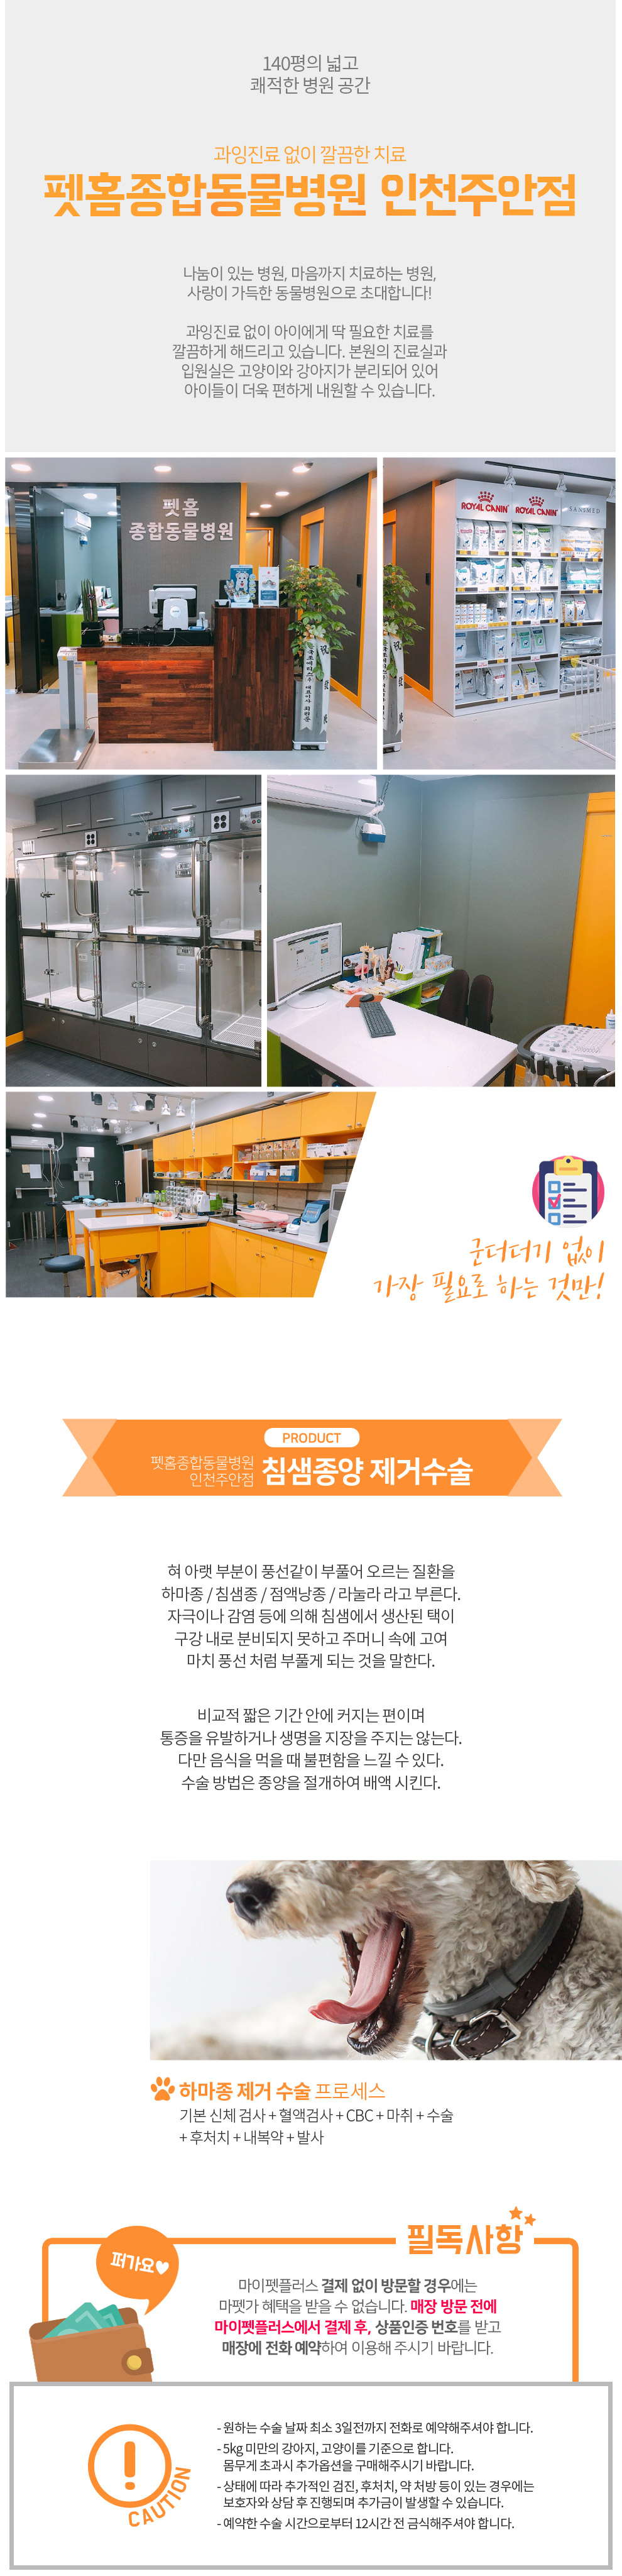 140평의 넓고
쾌적한 병원 공간
과잉진료 없이 깔끔한 치료
펫홈종합동물병원 인천주안점
나눔이 있는 병원, 마음까지 치료하는 병원,
사랑이 가득한 동물병원으로 초대합니다!
과잉진료 없이 아이에게 딱 필요한 치료를
깔끔하게 해드리고 있습니다. 본원의 진료실과
입원실은 고양이와 강아지가 분리되어 있어
아이들이 더욱 편하게 내원할 수 있습니다.
펫홈
종합동물병원
ROYAL CANIN
ROYAL CANIN
SANIMED
군더더기 없이
가장 필요로 하는 것만!
PRODUCT
펫홈종합동물병원
인천주안점
침샘종양 제거수술
혀 아랫 부분이 풍선같이 부풀어 오르는 질환을
하마종 / 침샘종 / 점액낭종 / 라눌라 라고 부른다.
자극이나 감염 등에 의해 침샘에서 생산된 택이
구강 내로 분비되지 못하고 주머니 속에 고여
마치 풍선 처럼 부풀게 되는 것을 말한다.
비교적 짧은 기간 안에 커지는 편이며
통증을 유발하거나 생명을 지장을 주지는 않는다.
다만 음식을 먹을 때 불편함을 느낄 수 있다.
수술 방법은 종양을 절개하여 배액 시킨다.
하마종 제거 수술 프로세스
기본 신체 검사 + 혈액검사 + CBC + 마취 + 수술
+ 후처치 + 내복약 + 발사
필독사항
퍼가요♥
마이펫플러스 결제 없이 방문할 경우에는
마펫가 혜택을 받을 수 없습니다. 매장 방문 전에
마이펫플러스에서 결제 후, 상품인증 번호를 받고
매장에 전화 예약하여 이용해 주시기 바랍니다.
CAUTION
- 원하는 수술 날짜 최소 3일전까지 전화로 예약해주셔야 합니다.
- 5kg 미만의 강아지, 고양이를 기준으로 합니다.
몸무게 초과시 추가옵션을 구매해주시기 바랍니다.
- 상태에 따라 추가적인 검진, 후처치, 약 처방 등이 있는 경우에는
보호자와 상담 후 진행되며 추가금이 발생할 수 있습니다.
- 예약한 수술 시간으로부터 12시간 전 금식해주셔야 합니다.